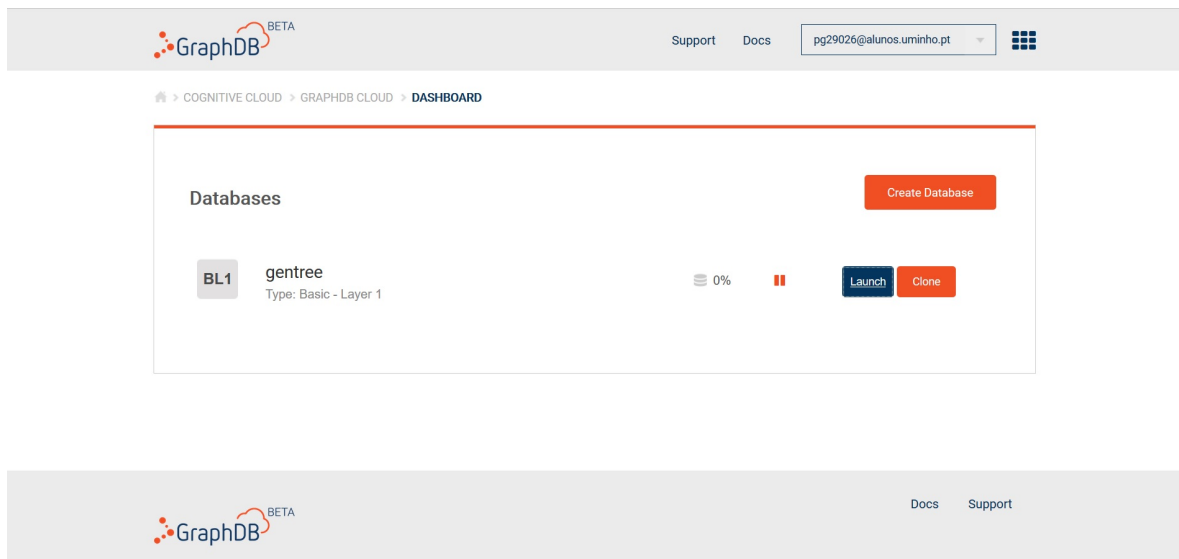 GraphDB BETA
Support Docs pg29026@alunos.uminho.pt
> COGNITIVE CLOUD > GRAPHDB CLOUD > DASHBOARD
Databases
Create Database
BL1 gentree 0% Launch Clone
Type: Basic - Layer 1
GraphDB BETA
Docs Support